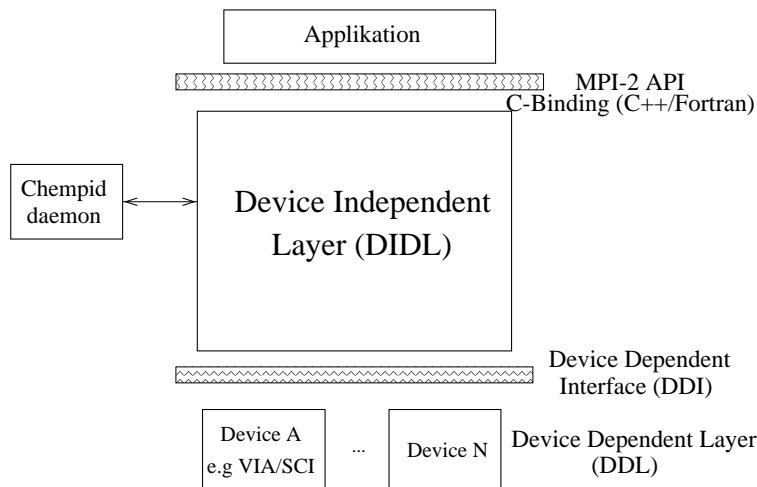 Applikation
MPI-2 API
C-Binding (C++/Fortran)
Chempid
daemon
Device Independent
Layer (DIDL)
Device Dependent
Interface (DDI)
Device A
e.g VIA/SCI
...
Device N
Device Dependent Layer
(DDL)